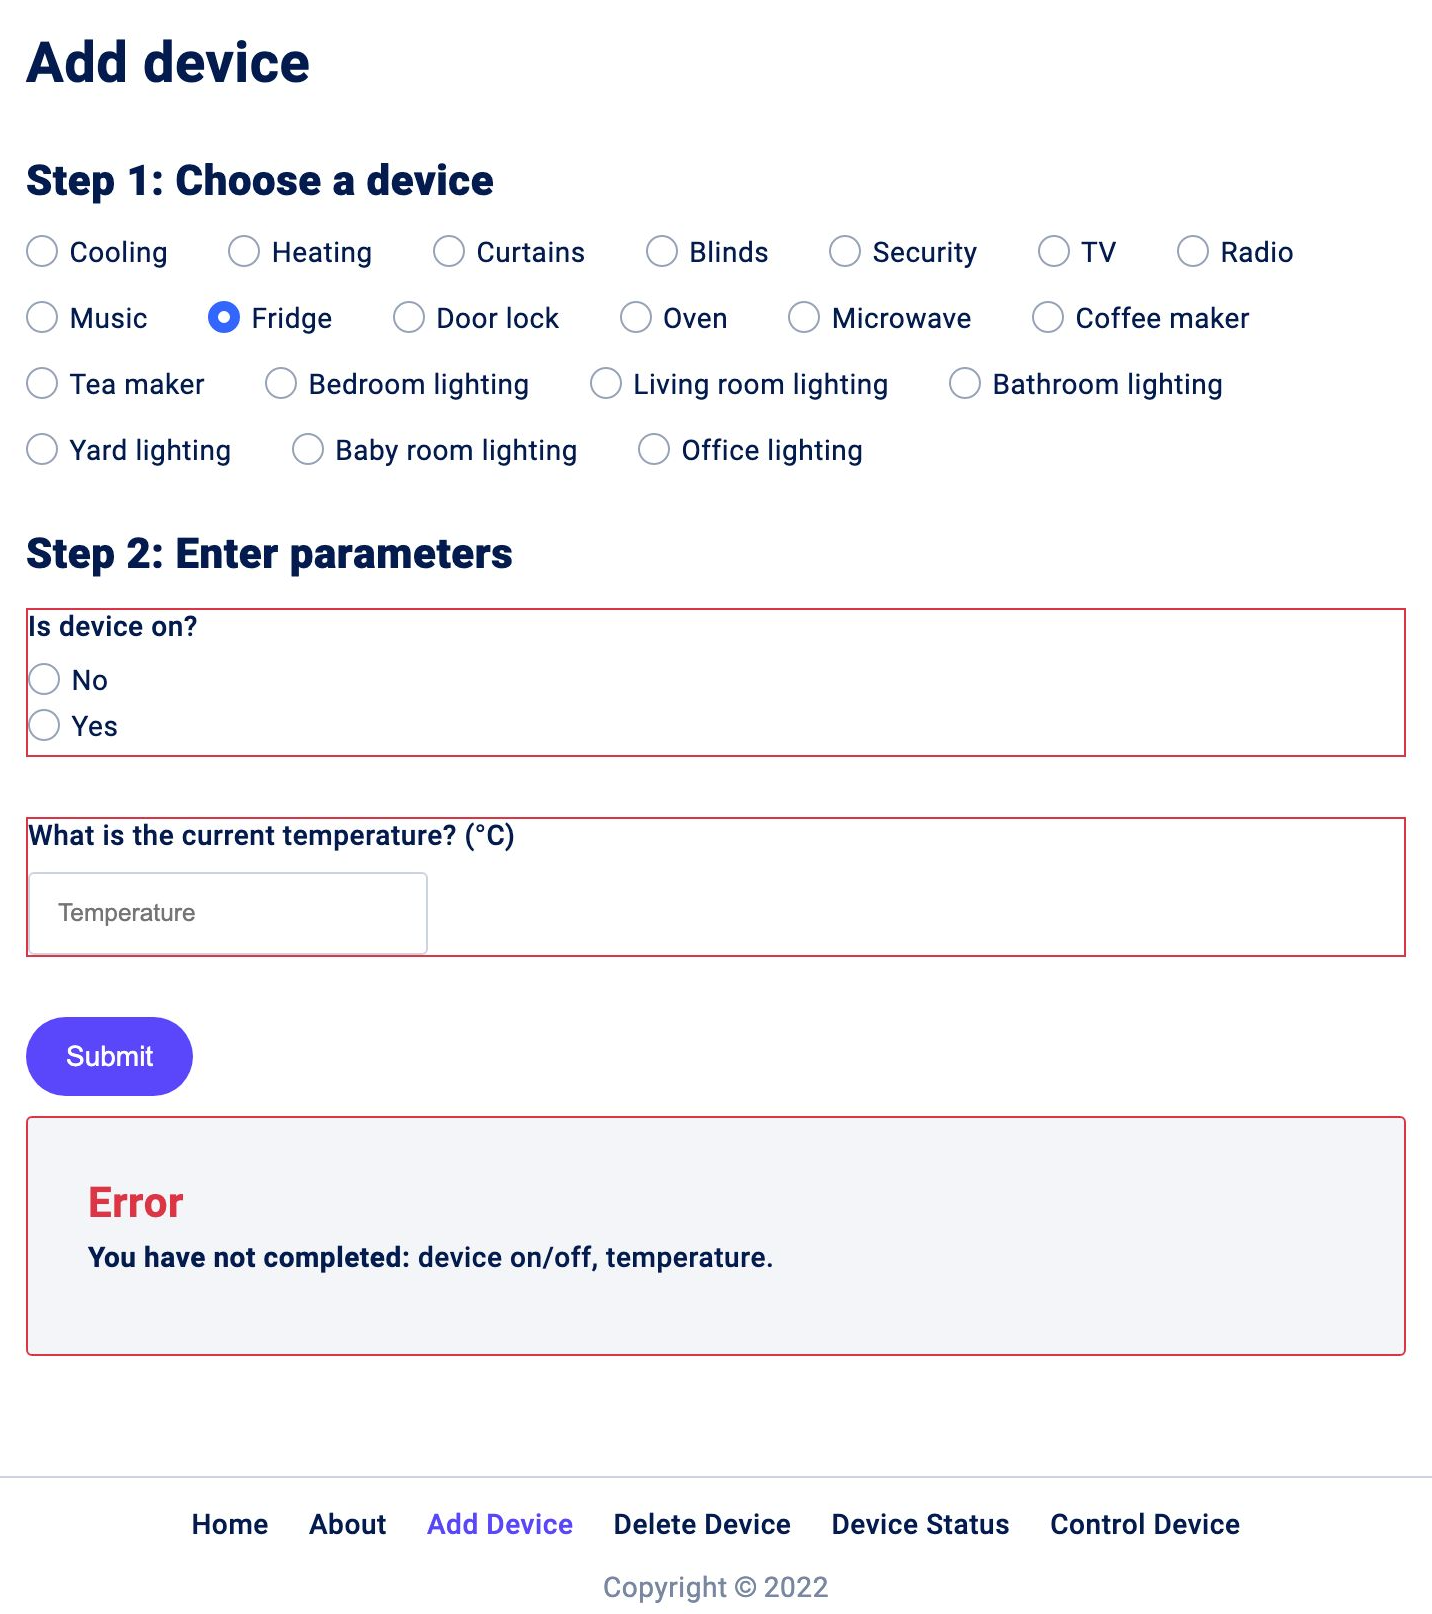 Add device
Step 1: Choose a device
Cooling Heating Curtains Blinds Security TV Radio
Music Fridge Door lock Oven Microwave Coffee maker
Tea maker Bedroom lighting Living room lighting Bathroom lighting
Yard lighting Baby room lighting Office lighting
Step 2: Enter parameters
Is device on?
No
Yes
What is the current temperature? (°C)
Temperature
Submit
Error
You have not completed: device on/off, temperature.
Home About Add Device Delete Device Device Status Control Device
Copyright © 2022